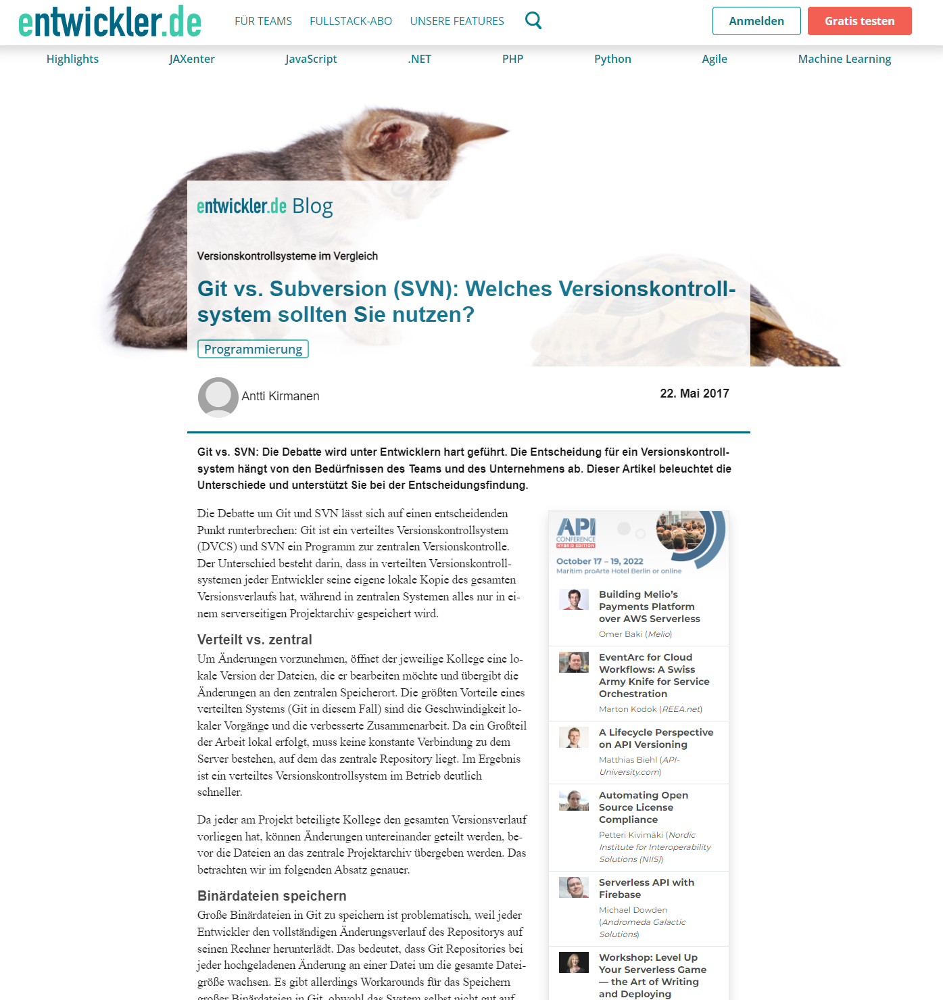 entwickler.de
FÜR TEAMS FULLSTACK-ABO UNSERE FEATURES
Anmelden Gratis testen
Highlights JAXenter JavaScript .NET PHP Python Agile Machine Learning
entwickler.de Blog
Versionskontrollsysteme im Vergleich
Git vs. Subversion (SVN): Welches Versionskontroll-
system sollten Sie nutzen?
Programmierung
Antti Kirmanen
22. Mai 2017
Git vs. SVN: Die Debatte wird unter Entwicklern hart geführt. Die Entscheidung für ein Versionskontroll-
system hängt von den Bedürfnissen des Teams und des Unternehmens ab. Dieser Artikel beleuchtet die
Unterschiede und unterstützt Sie bei der Entscheidungsfindung.
Die Debatte um Git und SVN lässt sich auf einen entscheidenden
Punkt runterbrechen: Git ist ein verteiltes Versionskontrollsystem
(DVCS) und SVN ein Programm zur zentralen Versionskontrolle.
Der Unterschied besteht darin, dass in verteilten Versionskontroll-
systemen jeder Entwickler seine eigene lokale Kopie des gesamten
Versionsverlaufs hat, während in zentralen Systemen alles nur in ei-
nem serverseitigen Projektarchiv gespeichert wird.
Verteilt vs. zentral
Um Änderungen vorzunehmen, öffnet der jeweilige Kollege eine lo-
kale Version der Dateien, die er bearbeiten möchte und übergibt die
Änderungen an den zentralen Speicherort. Die größten Vorteile eines
verteilten Systems (Git in diesem Fall) sind die Geschwindigkeit lo-
kaler Vorgänge und die verbesserte Zusammenarbeit. Da ein Großteil
der Arbeit lokal erfolgt, muss keine konstante Verbindung zu dem
Server bestehen, auf dem das zentrale Repository liegt. Im Ergebnis
ist ein verteiltes Versionskontrollsystem im Betrieb deutlich
schneller.
Da jeder am Projekt beteiligte Kollege den gesamten Versionsverlauf
vorliegen hat, können Änderungen untereinander geteilt werden, be-
vor die Dateien an das zentrale Projektarchiv übergeben werden. Das
betrachten wir im folgenden Absatz genauer.
Binärdateien speichern
Große Binärdateien in Git zu speichern ist problematisch, weil jeder
Entwickler den vollständigen Änderungsverlauf des Repositorys auf
seinen Rechner herunterlädt. Das bedeutet, dass Git Repositories bei
jeder hochgeladenen Änderung an einer Datei um die gesamte Datei-
größe wachsen. Es gibt allerdings Workarounds für das Speichern
großer Binärdateien in Git, obwohl das System selbst nicht gut auf
API
CONFERENCE
HYBRID EDITION
October 17 – 19, 2022
Maritim proArte Hotel Berlin or online
Building Melio's
Payments Platform
over AWS Serverless
Omer Baki (Melio)
EventArc for Cloud
Workflows: A Swiss
Army Knife for Service
Orchestration
Marton Kodok (REEA.net)
A Lifecycle Perspective
on API Versioning
Matthias Biehl (API-
University.com)
Automating Open
Source License
Compliance
Petteri Kivimäki (Nordic
Institute for Interoperability
Solutions (NIIS))
Serverless API with
Firebase
Michael Dowden
(Andromeda Galactic
Solutions)
Workshop: Level Up
Your Serverless Game
— the Art of Writing
and Deploying